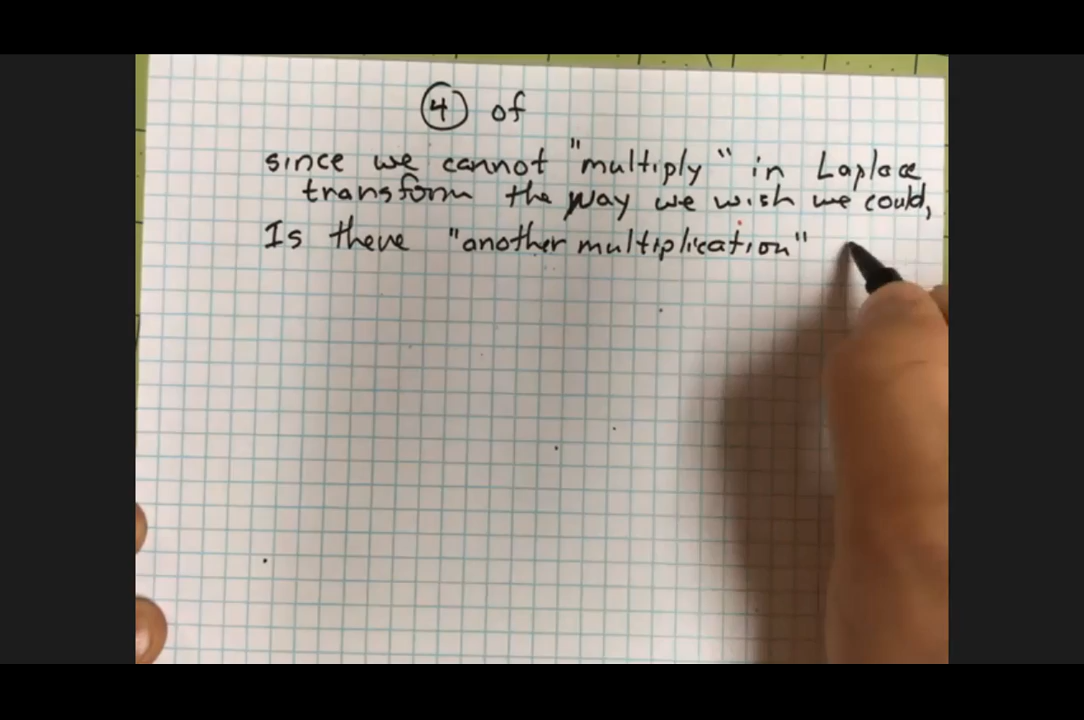 4 of
since we cannot "multiply" in Laplace
transform the way we wish we could,
Is there "another multiplication"